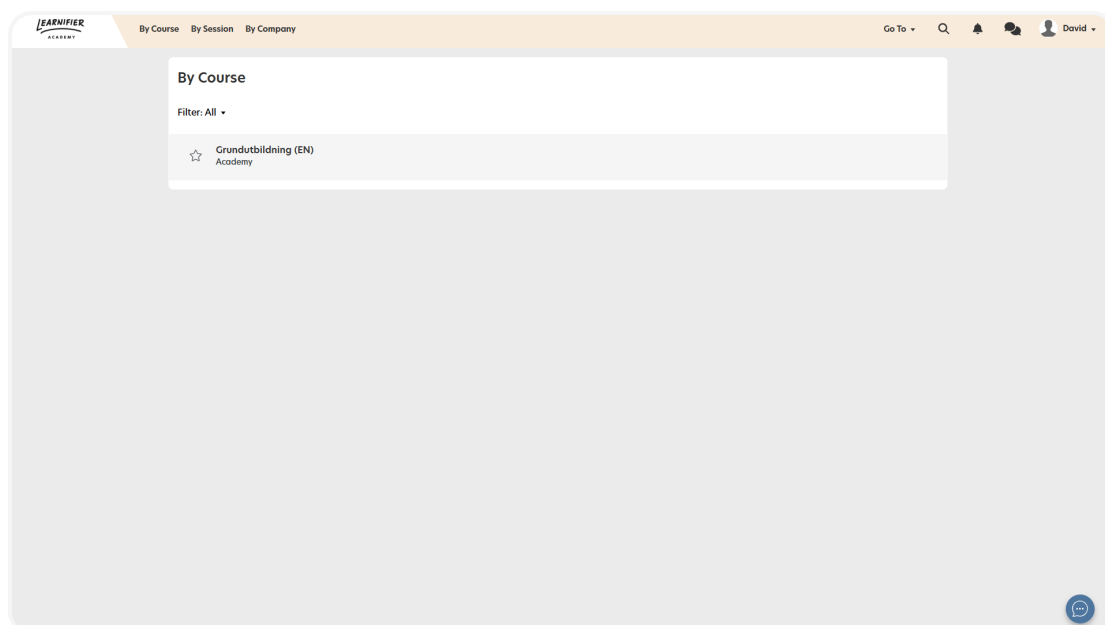 LEARNIFIER
ACADEMY
By Course By Session By Company
Go To
David
By Course
Filter: All
Grundutbildning (EN)
Academy